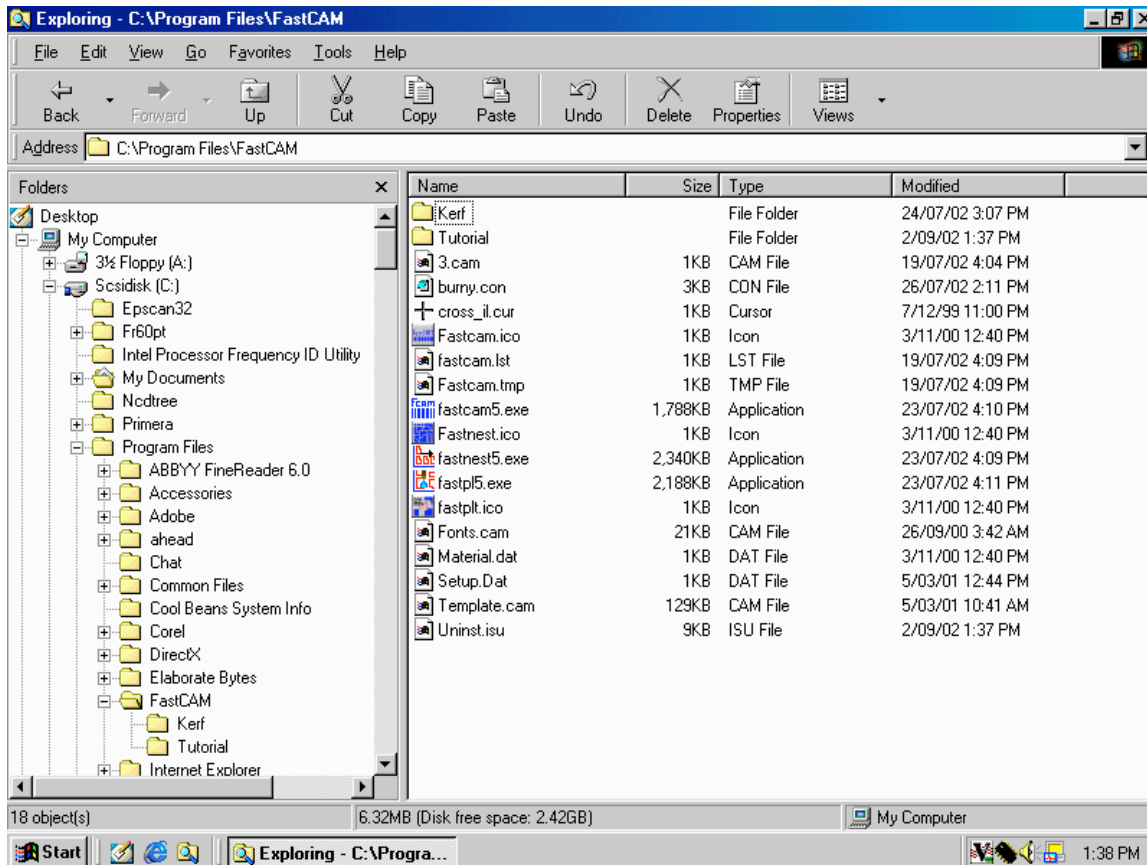 Exploring - C:\Program Files\FastCAM
File Edit View Go Favorites Tools Help
Back Forward Up Cut Copy Paste Undo Delete Properties Views
Address C:\Program Files\FastCAM
Folders
Desktop
My Computer
3½ Floppy (A:)
Scsidisk (C:)
Epscan32
Fr60pt
Intel Processor Frequency ID Utility
My Documents
Ncdtree
Primera
Program Files
ABBYY FineReader 6.0
Accessories
Adobe
ahead
Chat
Common Files
Cool Beans System Info
Corel
DirectX
Elaborate Bytes
FastCAM
Kerf
Tutorial
Internet Explorer
Name Size Type Modified
Kerf File Folder 24/07/02 3:07 PM
Tutorial File Folder 2/09/02 1:37 PM
3.cam 1KB CAM File 19/07/02 4:04 PM
burny.con 3KB CON File 26/07/02 2:11 PM
cross_il.cur 1KB Cursor 7/12/99 11:00 PM
Fastcam.ico 1KB Icon 3/11/00 12:40 PM
fastcam.lst 1KB LST File 19/07/02 4:09 PM
Fastcam.tmp 1KB TMP File 19/07/02 4:09 PM
fastcam5.exe 1,788KB Application 23/07/02 4:10 PM
Fastnest.ico 1KB Icon 3/11/00 12:40 PM
fastnest5.exe 2,340KB Application 23/07/02 4:09 PM
fastpl5.exe 2,188KB Application 23/07/02 4:11 PM
fastplt.ico 1KB Icon 3/11/00 12:40 PM
Fonts.cam 21KB CAM File 26/09/00 3:42 AM
Material.dat 1KB DAT File 3/11/00 12:40 PM
Setup.Dat 1KB DAT File 5/03/01 12:44 PM
Template.cam 129KB CAM File 5/03/01 10:41 AM
Uninst.isu 9KB ISU File 2/09/02 1:37 PM
18 object(s) 6.32MB (Disk free space: 2.42GB) My Computer
Start Exploring - C:\Progra... 1:38 PM